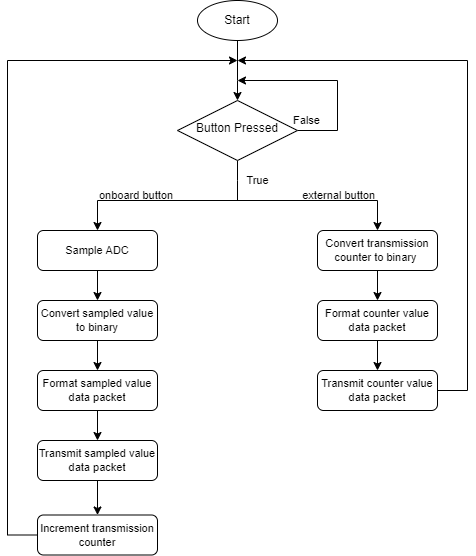 Start
Button Pressed
False
True
onboard button
external button
Sample ADC
Convert sampled value
to binary
Format sampled value
data packet
Transmit sampled value
data packet
Increment transmission
counter
Convert transmission
counter to binary
Format counter value
data packet
Transmit counter value
data packet